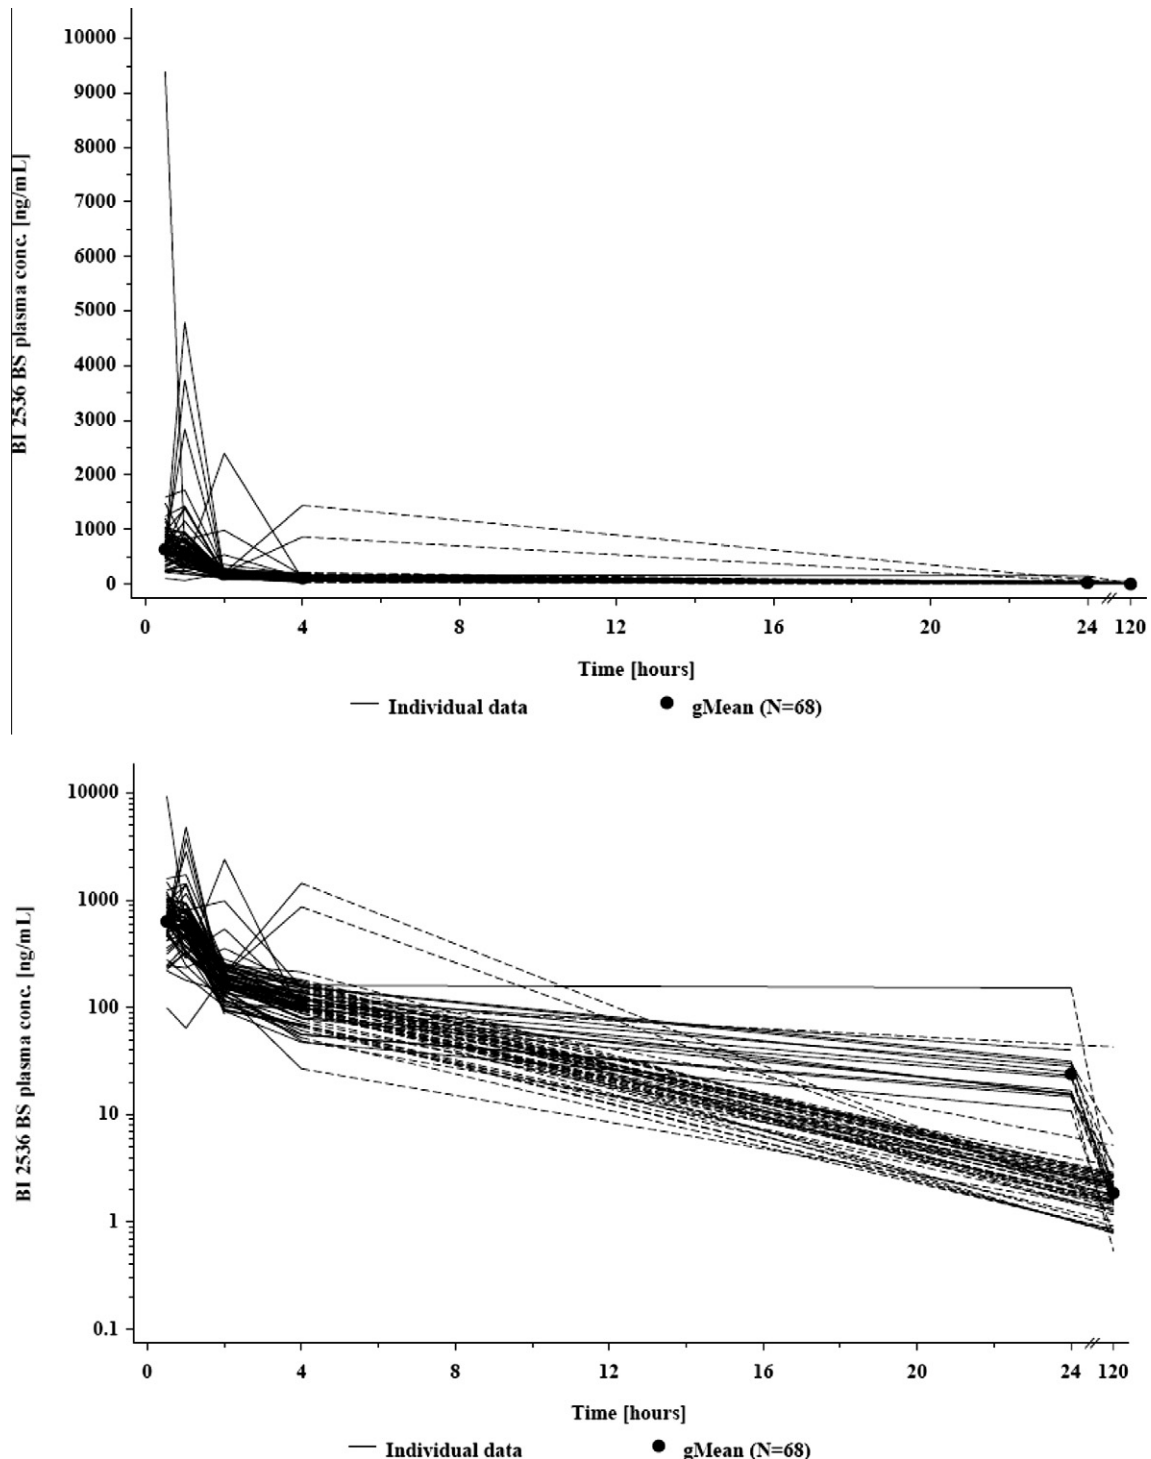 10000
9000
8000
7000
6000
5000
4000
3000
2000
1000
0
BI 2536 BS plasma conc. [ng/mL]
0 4 8 12 16 20 24 120
Time [hours]
Individual data gMean (N=68)
10000
1000
100
10
1
0.1
BI 2536 BS plasma conc. [ng/mL]
0 4 8 12 16 20 24 120
Time [hours]
Individual data gMean (N=68)